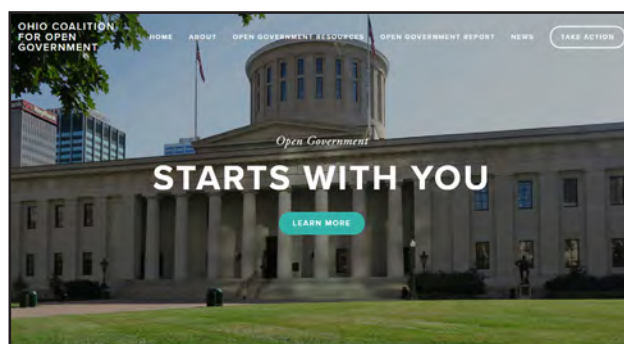 OHIO COALITION
FOR OPEN
GOVERNMENT
HOME ABOUT OPEN GOVERNMENT RESOURCES OPEN GOVERNMENT REPORT NEWS TAKE ACTION
Open Government
STARTS WITH YOU
LEARN MORE